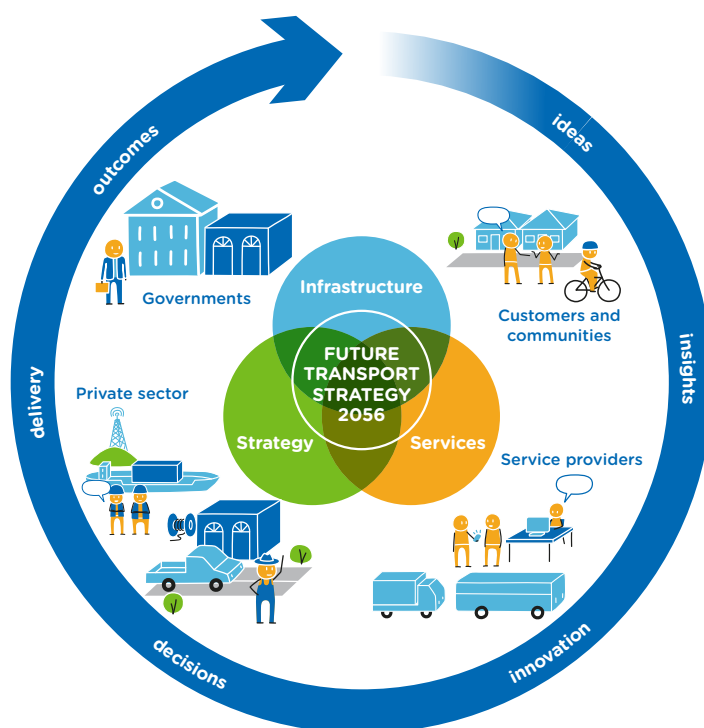 outcomes
ideas
Governments
Infrastructure
Customers and
communities
insights
FUTURE
TRANSPORT
STRATEGY
2056
delivery
Private sector
Strategy
Services
Service providers
decisions
innovation